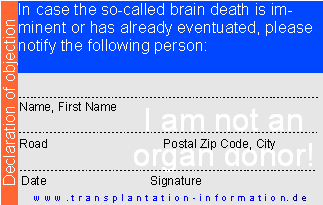 Declaration of objection
In case the so-called brain death is im-
minent or has already eventuated, please
notify the following person:
Name, First Name
I am not an
Road Postal Zip Code, City
organ donor!
Date Signature
www.transplantation-information.de